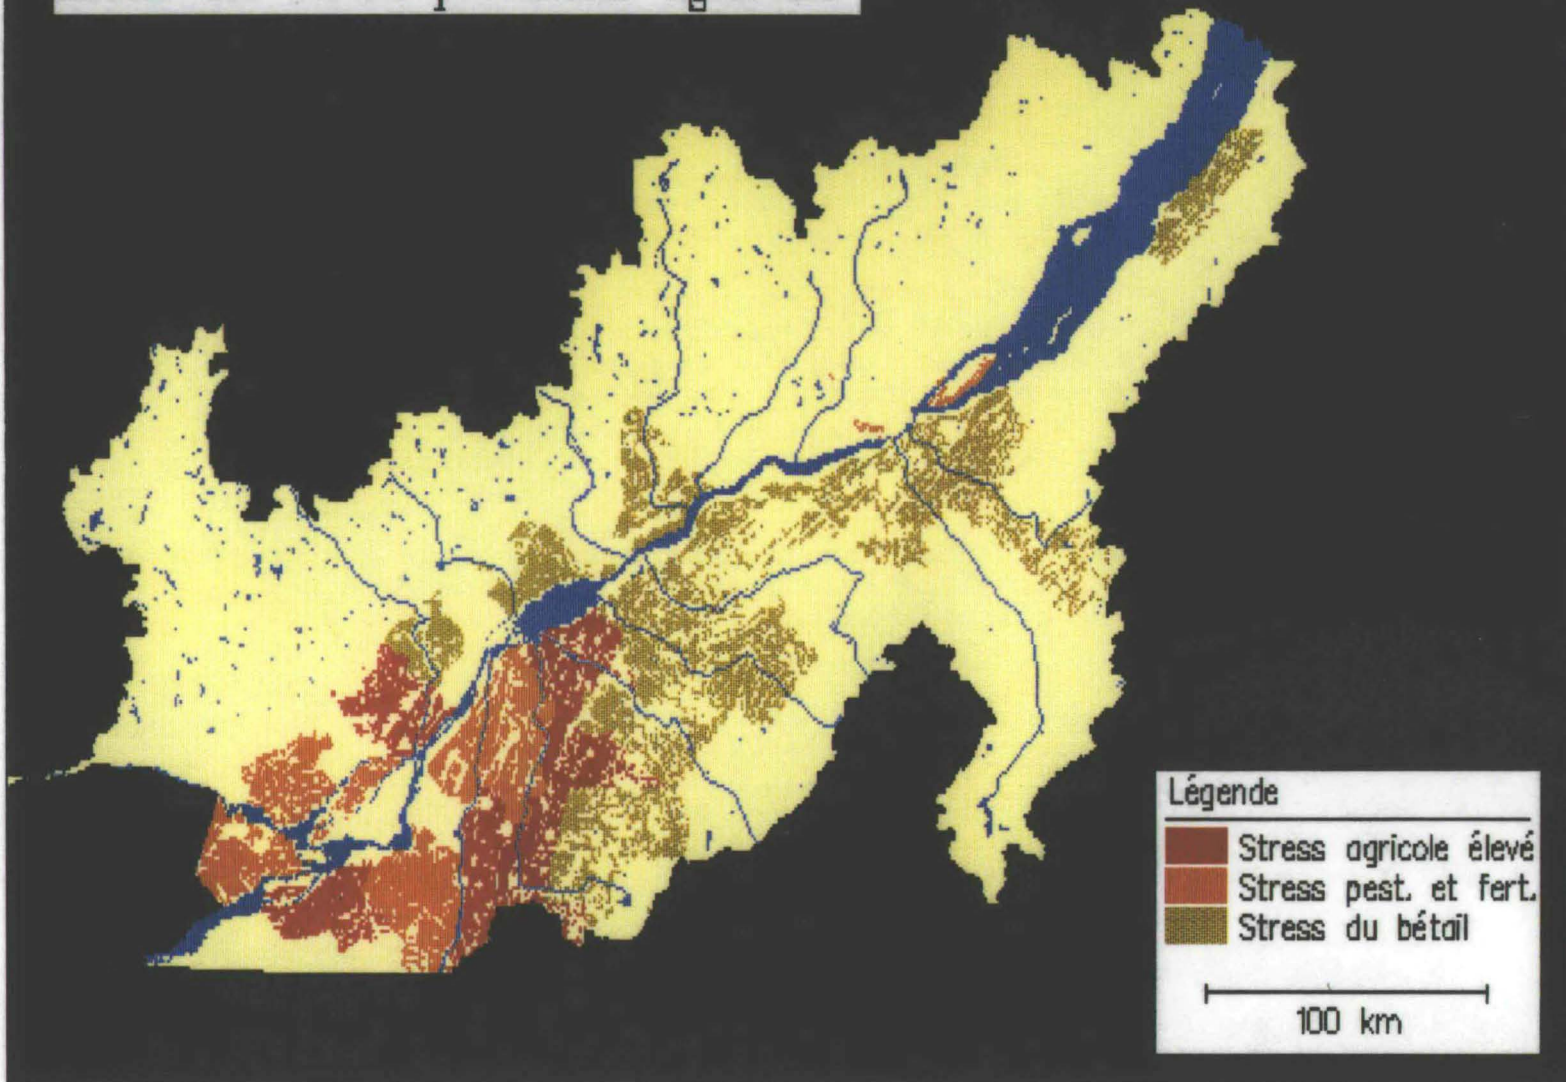 Légende
Stress agricole élevé
Stress pest. et fert.
Stress du bétail
100 km